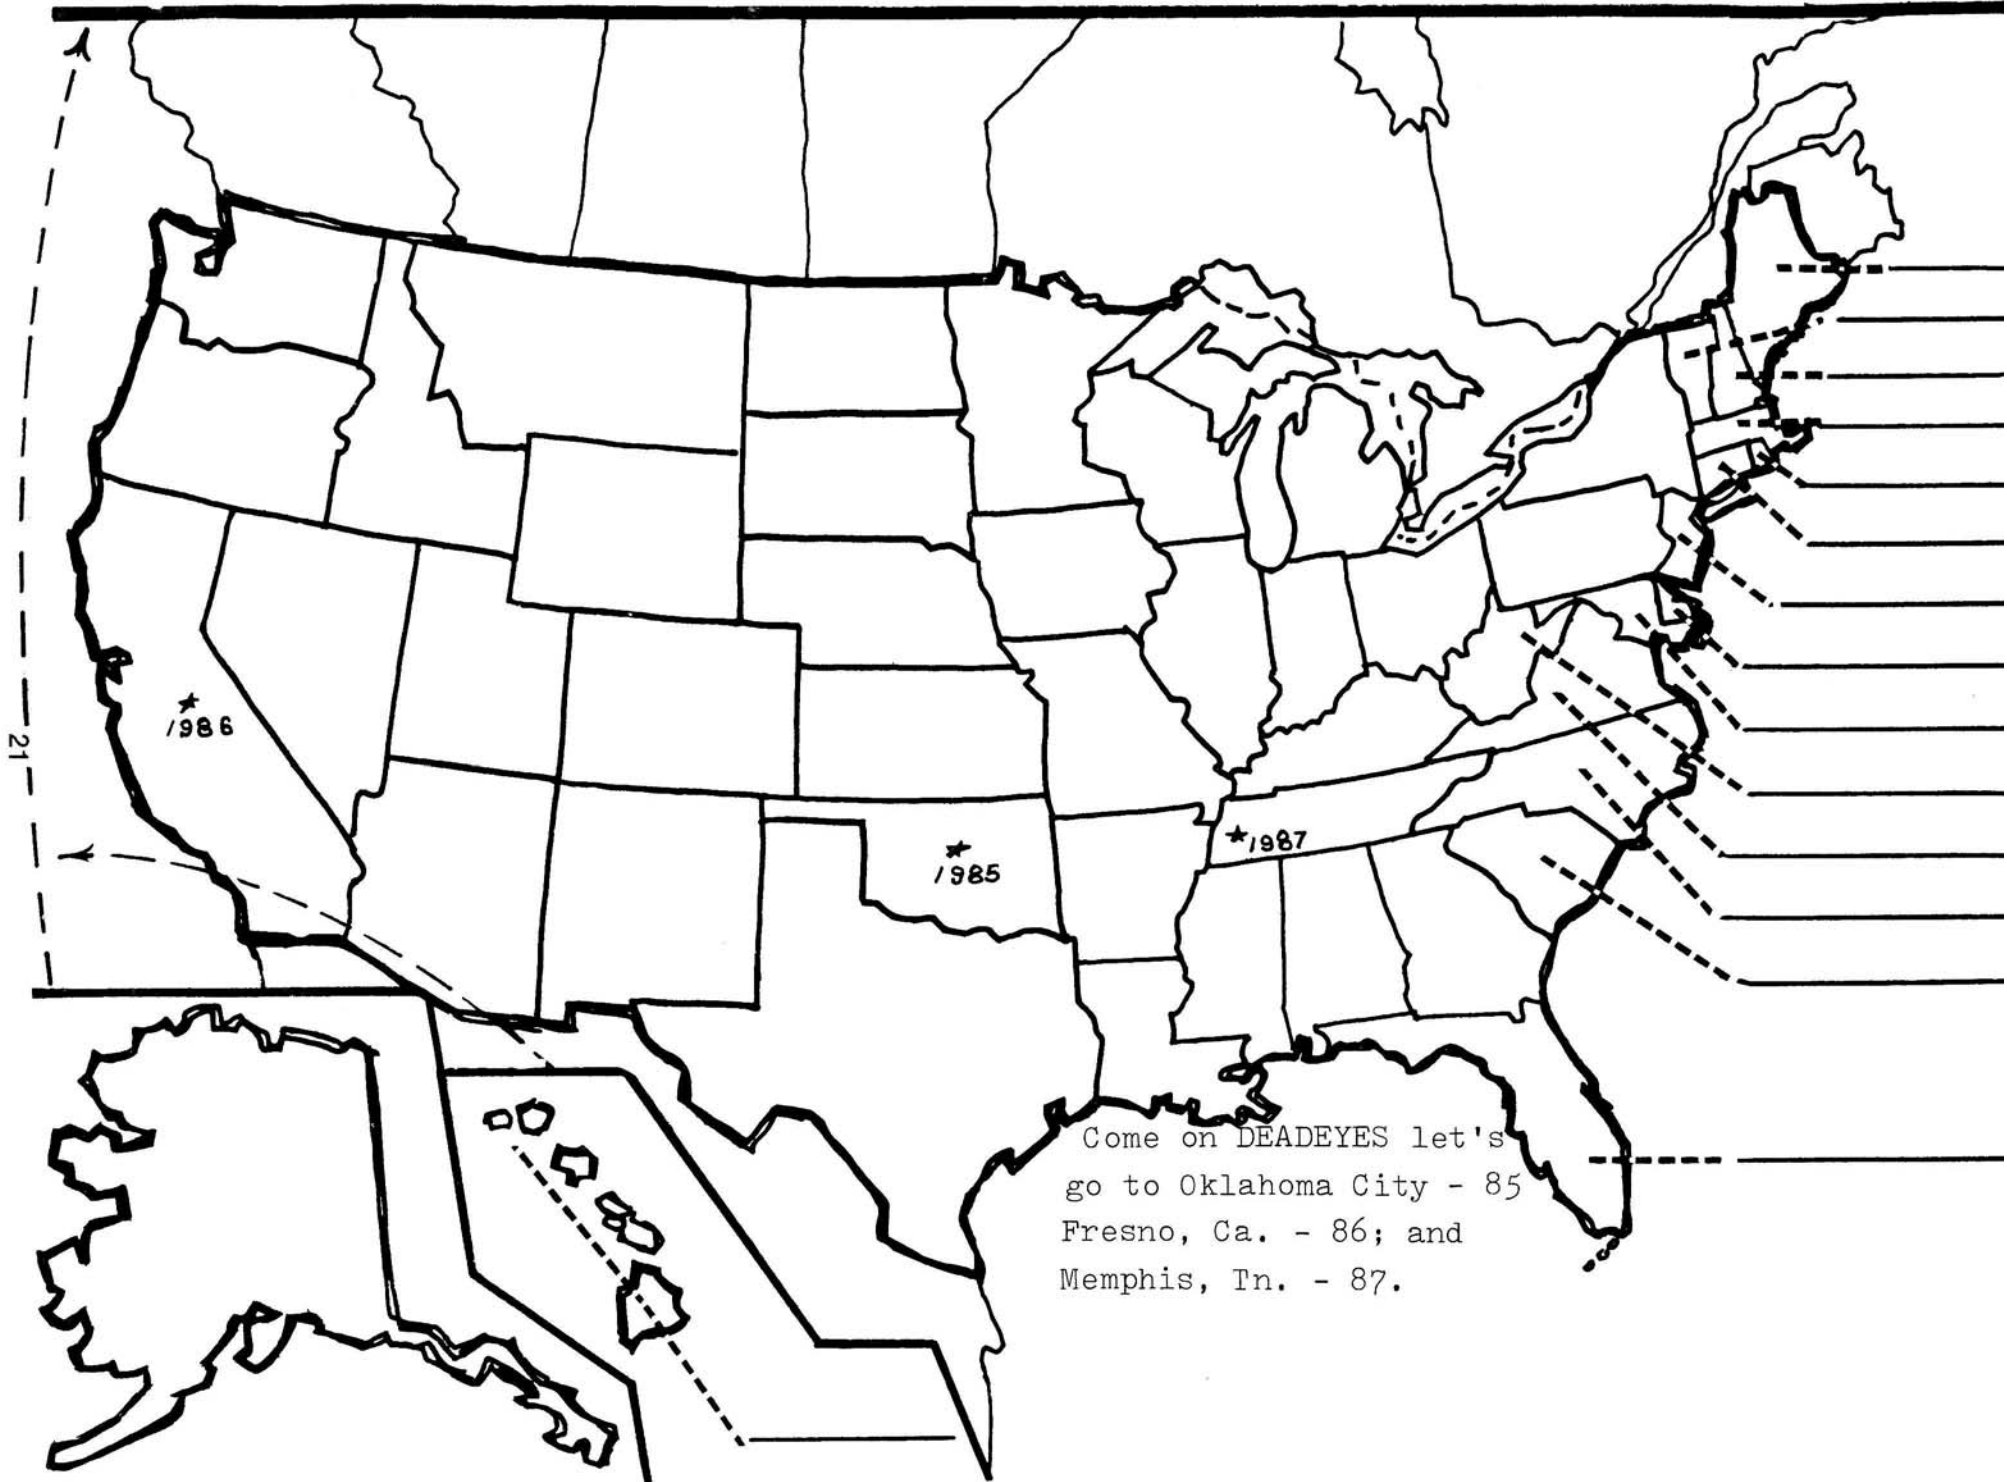 ★
1986
21
★
1985
★1987
Come on DEADEYES let's
go to Oklahoma City - 85
Fresno, Ca. - 86; and
Memphis, Tn. - 87.